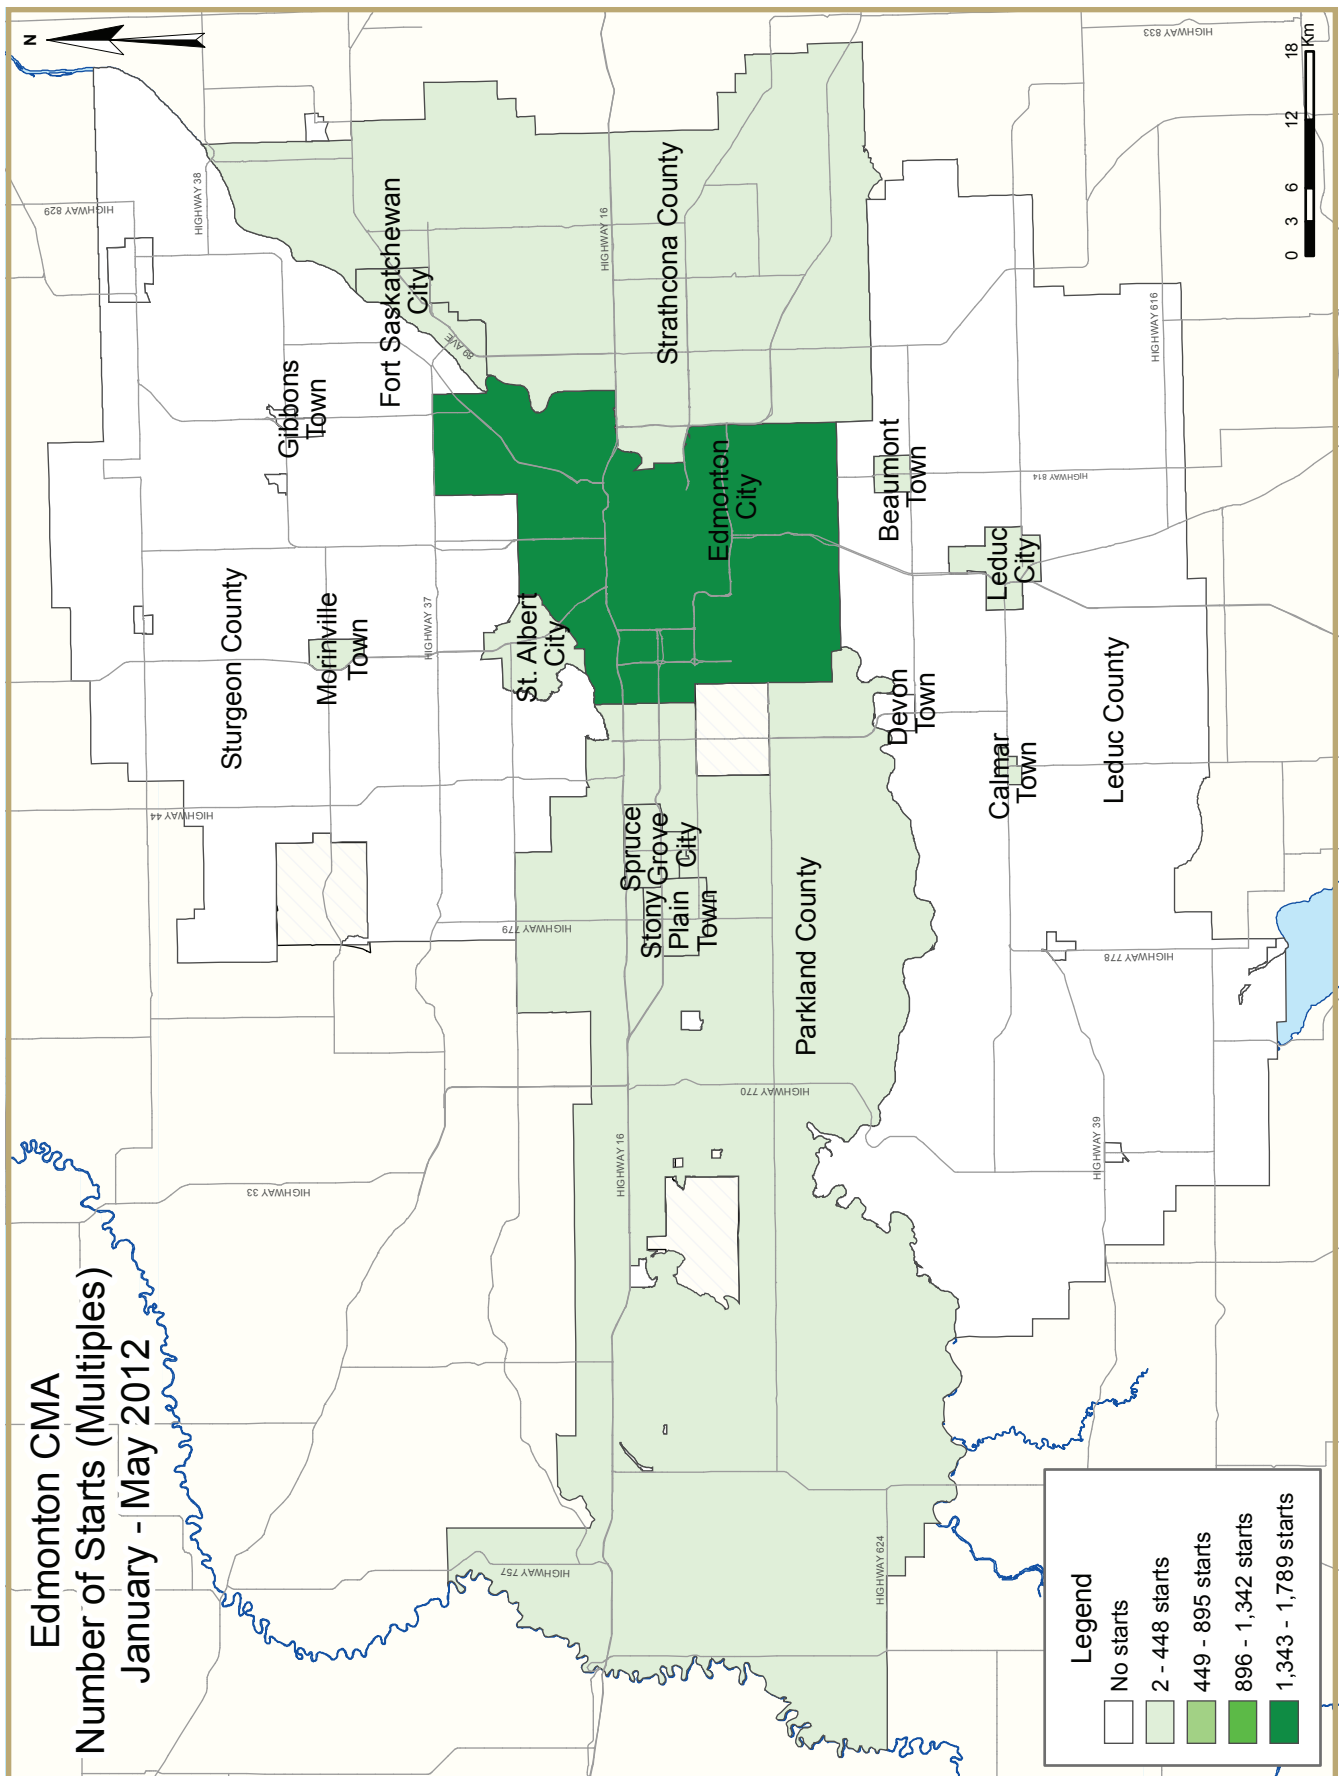 Edmonton CMA
Number of Starts (Multiples)
January - May 2012
N
HIGHWAY 829
HIGHWAY 38
HIGHWAY 833
HIGHWAY 44
HIGHWAY 33
HIGHWAY 37
HIGHWAY 779
HIGHWAY 757
HIGHWAY 16
HIGHWAY 16
89 AVE
HIGHWAY 770
HIGHWAY 624
HIGHWAY 814
HIGHWAY 616
HIGHWAY 778
HIGHWAY 39
Sturgeon County
Gibbons
Town
Morinville
Town
Fort Saskatchewan
City
St. Albert
City
Strathcona County
Edmonton
City
Spruce
Grove
City
Stony
Plain
Town
Parkland County
Beaumont
Town
Devon
Town
Leduc
City
Calmar
Town
Leduc County
Legend
No starts
2 - 448 starts
449 - 895 starts
896 - 1,342 starts
1,343 - 1,789 starts
0 3 6 12 18
Km